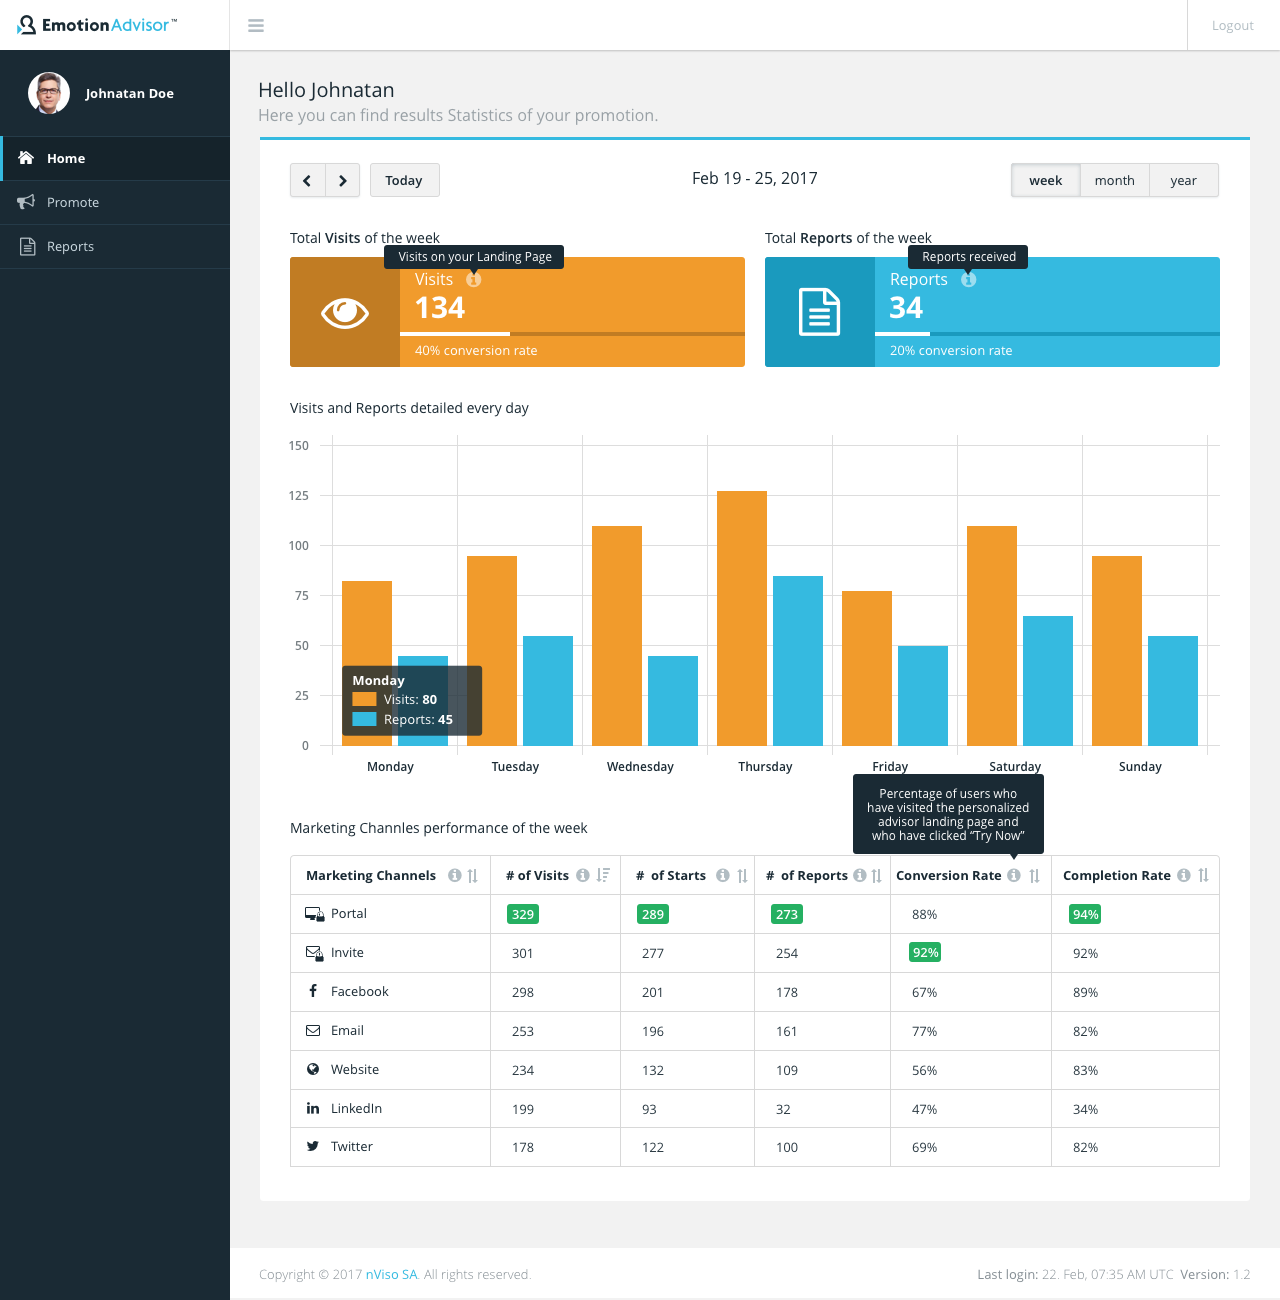 EmotionAdvisor™
Logout
Johnatan Doe
Home
Promote
Reports
Hello Johnatan
Here you can find results Statistics of your promotion.
Today
Feb 19 - 25, 2017
week month year
Total Visits of the week
Visits on your Landing Page
Visits
134
40% conversion rate
Total Reports of the week
Reports received
Reports
34
20% conversion rate
Visits and Reports detailed every day
150
125
100
75
50
25
0
Monday
Visits: 80
Reports: 45
Monday Tuesday Wednesday Thursday Friday Saturday Sunday
Percentage of users who
have visited the personalized
advisor landing page and
who have clicked “Try Now”
Marketing Channles performance of the week
Marketing Channels # of Visits # of Starts # of Reports Conversion Rate Completion Rate
Portal 329 289 273 88% 94%
Invite 301 277 254 92% 92%
Facebook 298 201 178 67% 89%
Email 253 196 161 77% 82%
Website 234 132 109 56% 83%
LinkedIn 199 93 32 47% 34%
Twitter 178 122 100 69% 82%
Copyright © 2017 nViso SA. All rights reserved.
Last login: 22. Feb, 07:35 AM UTC Version: 1.2